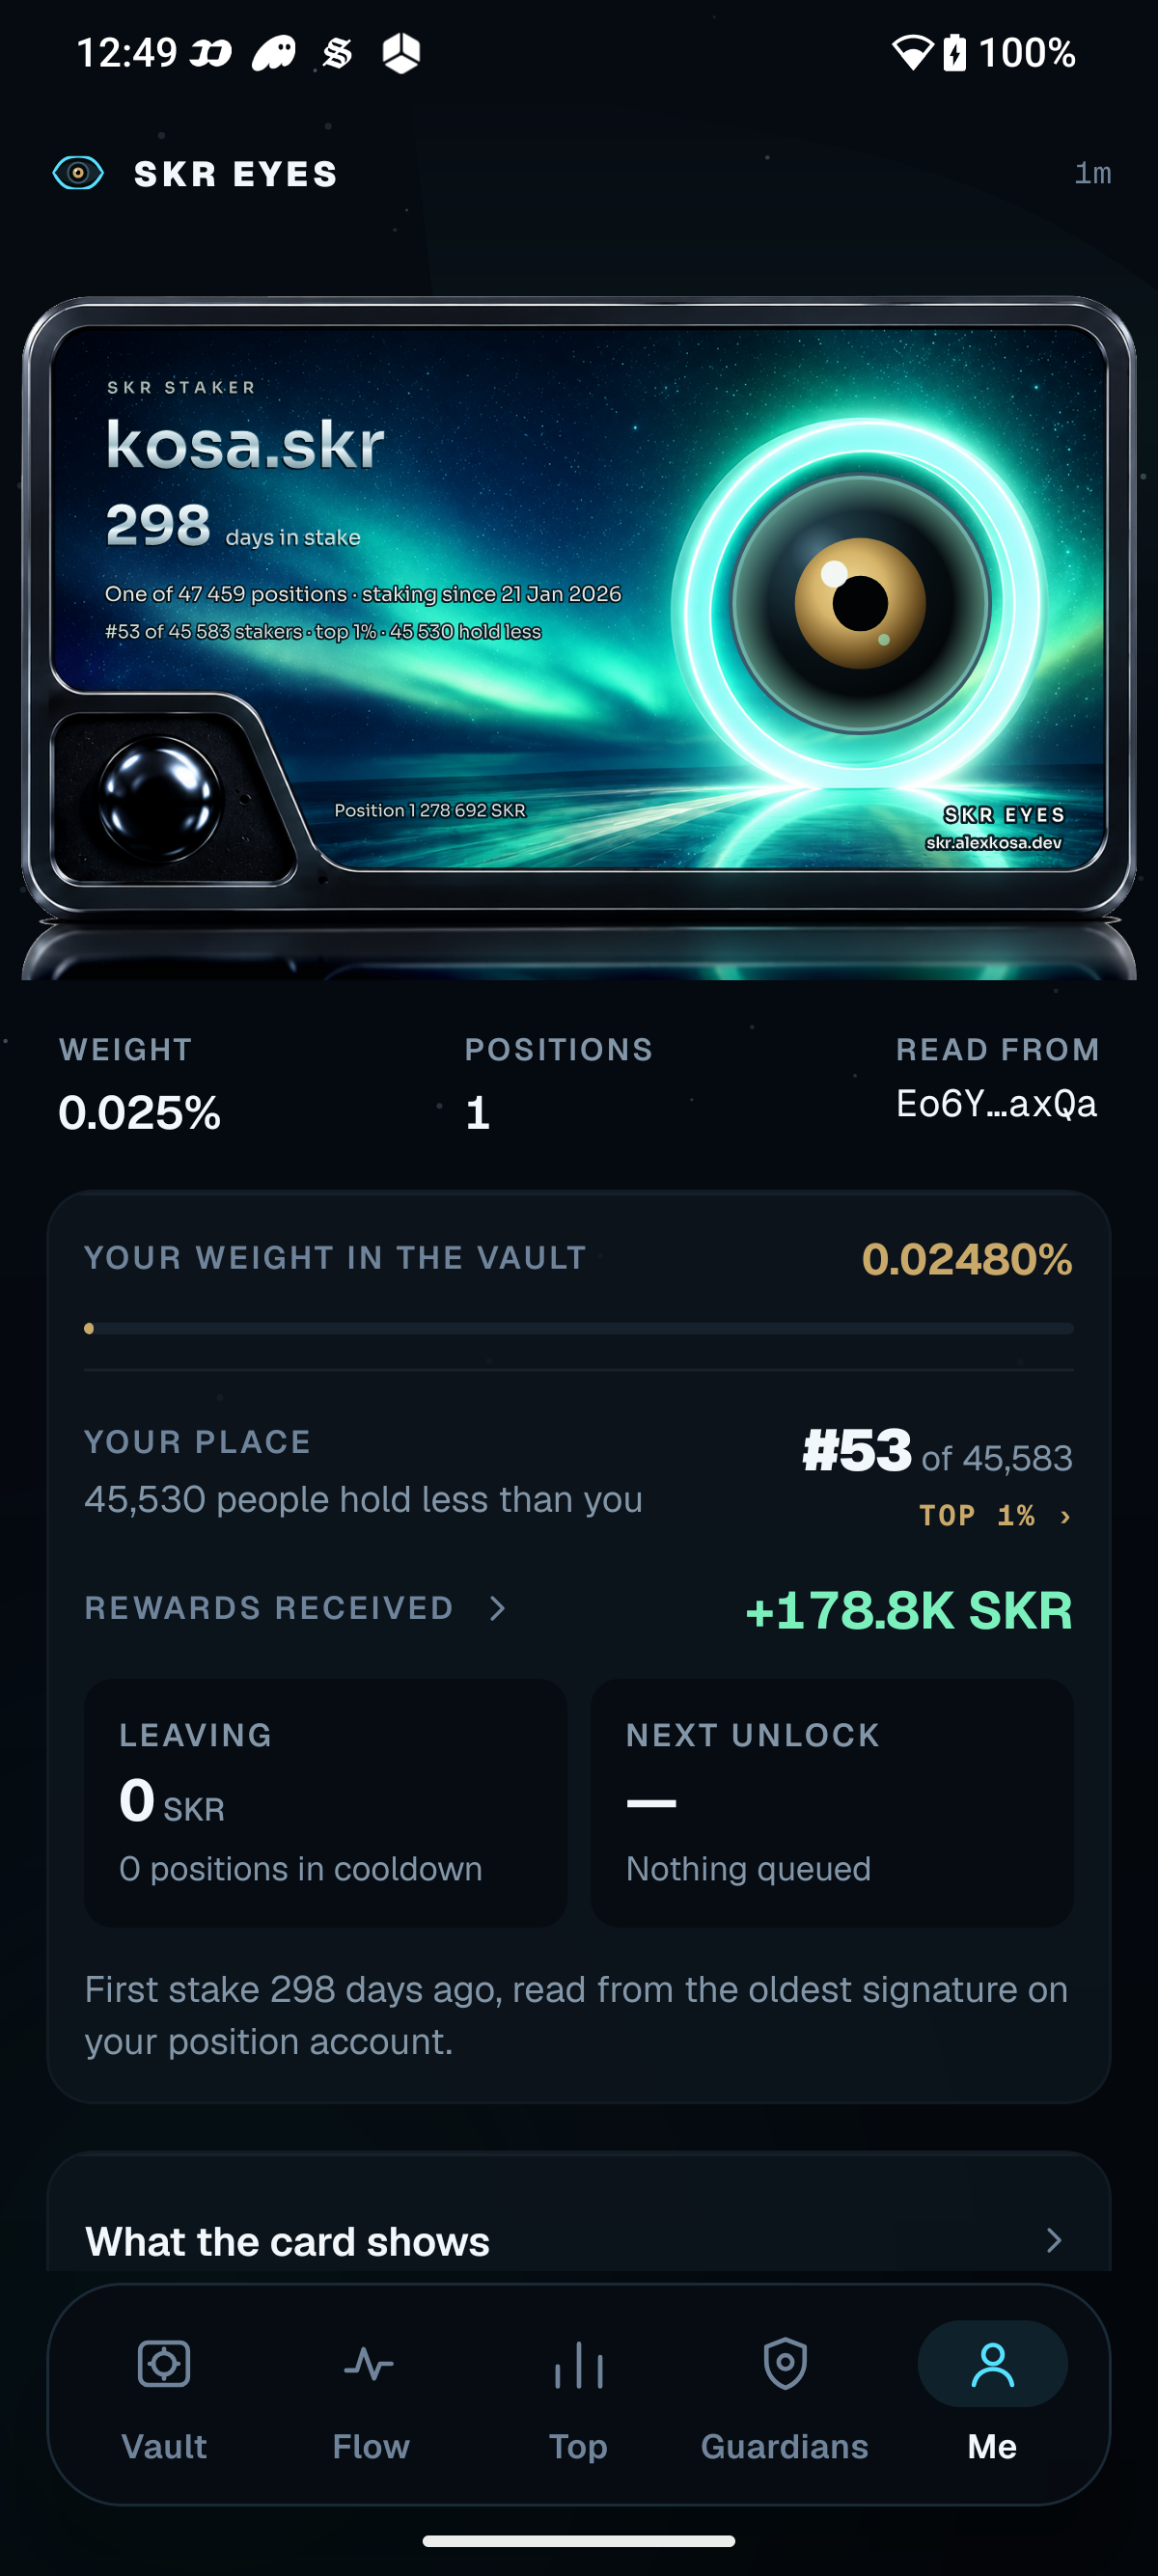 12:49
100%
SKR EYES
1m
SKR STAKER
kosa.skr
298 days in stake
One of 47 459 positions · staking since 21 Jan 2026
#53 of 45 583 stakers · top 1% · 45 530 hold less
Position 1 278 692 SKR
SKR EYES
skr.alexkosa.dev
WEIGHT
0.025%
POSITIONS
1
READ FROM
Eo6Y…axQa
YOUR WEIGHT IN THE VAULT
0.02480%
YOUR PLACE
#53 of 45,583
45,530 people hold less than you
TOP 1% ›
REWARDS RECEIVED
+178.8K SKR
LEAVING
0 SKR
0 positions in cooldown
NEXT UNLOCK
—
Nothing queued
First stake 298 days ago, read from the oldest signature on
your position account.
What the card shows
Vault
Flow
Top
Guardians
Me